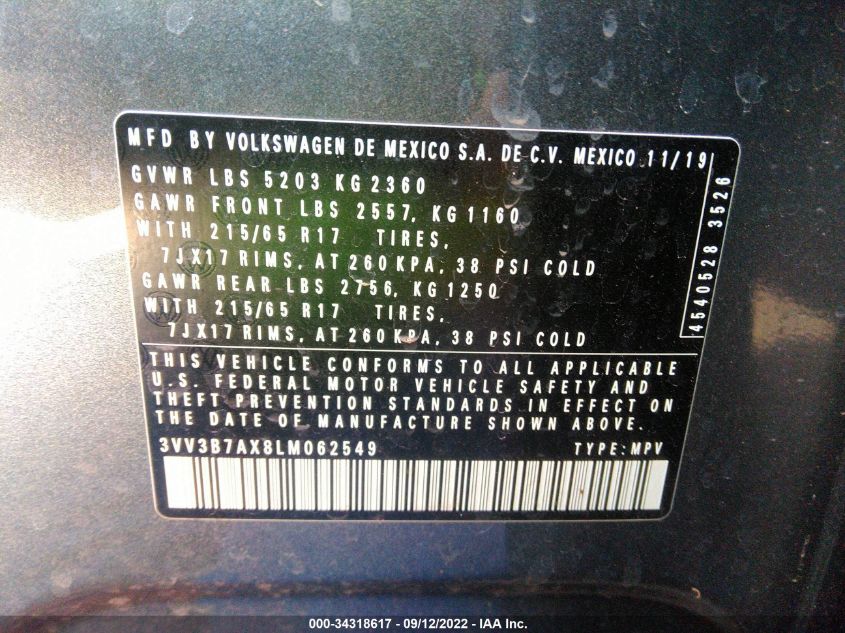 MFD BY VOLKSWAGEN DE MEXICO S.A. DE C.V. MEXICO 11/19
GVWR LBS 5203 KG 2360
GAWR FRONT LBS 2557, KG 1160
WITH 215/65 R17 TIRES,
7JX17 RIMS, AT 260 KPA, 38 PSI COLD
GAWR REAR LBS 2756, KG 1250
WITH 215/65 R17 TIRES,
7JX17 RIMS, AT 260 KPA, 38 PSI COLD
4540528 3526
THIS VEHICLE CONFORMS TO ALL APPLICABLE
U.S. FEDERAL MOTOR VEHICLE SAFETY AND
THEFT PREVENTION STANDARDS IN EFFECT ON
THE DATE OF MANUFACTURE SHOWN ABOVE.
3VV3B7AX8LM062549 TYPE: MPV
000-34318617 - 09/12/2022 - IAA Inc.